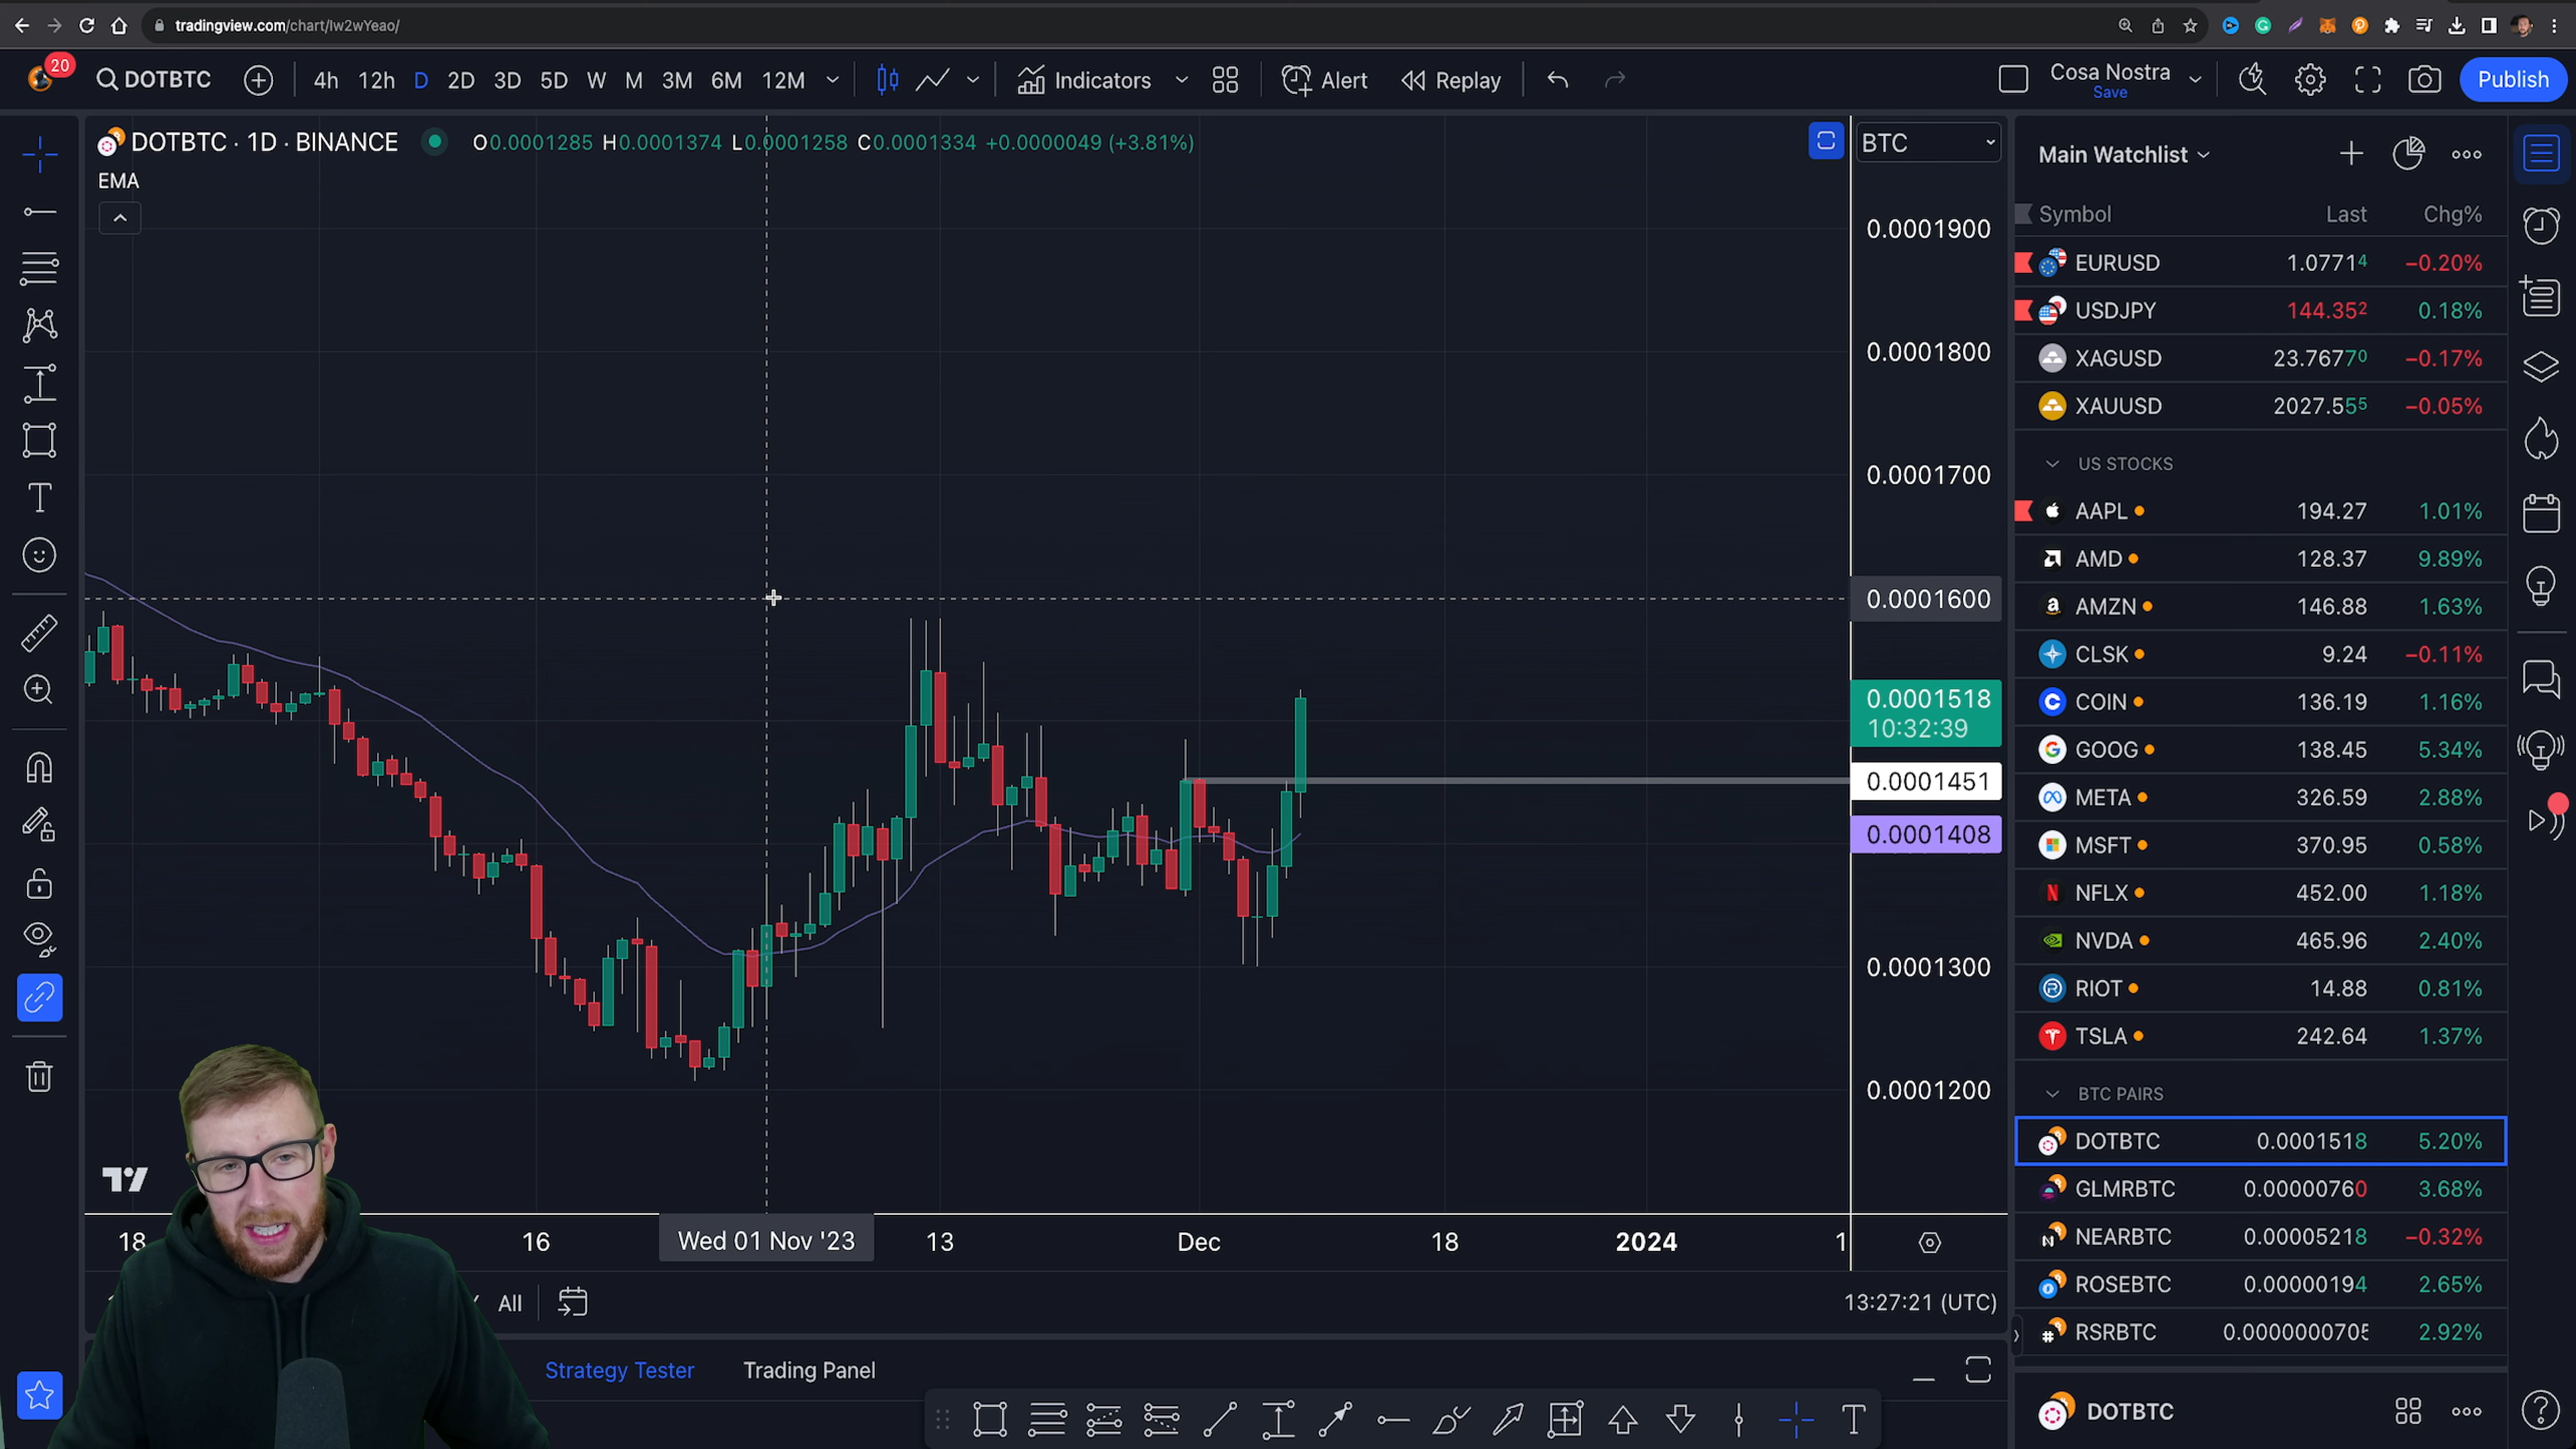 tradingview.com/chart/Iw2wYeao/
20
DOTBTC
4h 12h D 2D 3D 5D W M 3M 6M 12M
Indicators
Alert
Replay
Cosa Nostra
Save
Publish
DOTBTC · 1D · BINANCE
O0.0001285 H0.0001374 L0.0001258 C0.0001334 +0.0000049 (+3.81%)
EMA
BTC
0.0001900
0.0001800
0.0001700
0.0001600
0.0001518
10:32:39
0.0001451
0.0001408
0.0001300
0.0001200
18 16 Wed 01 Nov '23 13 Dec 18 2024 1
All
13:27:21 (UTC)
Strategy Tester
Trading Panel
Main Watchlist
Symbol Last Chg%
EURUSD 1.07714 −0.20%
USDJPY 144.352 0.18%
XAGUSD 23.76770 −0.17%
XAUUSD 2027.555 −0.05%
US STOCKS
AAPL 194.27 1.01%
AMD 128.37 9.89%
AMZN 146.88 1.63%
CLSK 9.24 −0.11%
COIN 136.19 1.16%
GOOG 138.45 5.34%
META 326.59 2.88%
MSFT 370.95 0.58%
NFLX 452.00 1.18%
NVDA 465.96 2.40%
RIOT 14.88 0.81%
TSLA 242.64 1.37%
BTC PAIRS
DOTBTC 0.0001518 5.20%
GLMRBTC 0.00000760 3.68%
NEARBTC 0.00005218 −0.32%
ROSEBTC 0.00000194 2.65%
RSRBTC 0.0000000705 2.92%
DOTBTC